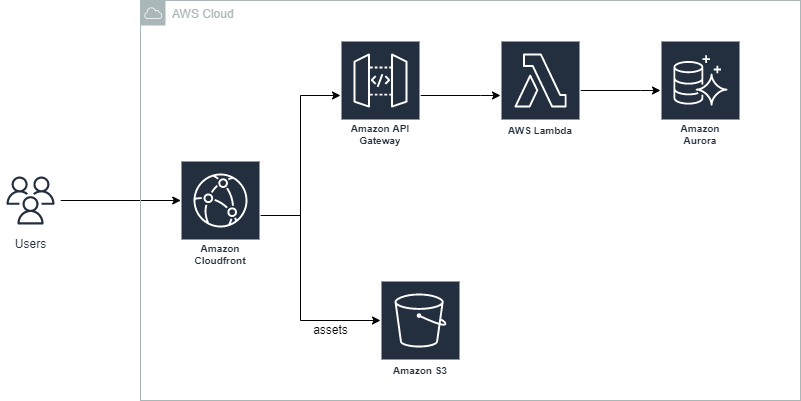 AWS Cloud
Amazon API
Gateway
AWS Lambda
Amazon
Aurora
Users
Amazon
Cloudfront
assets
Amazon S3